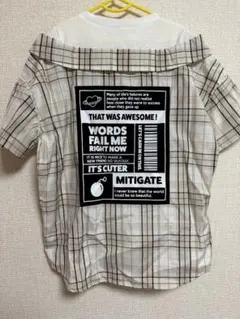 Many of life's failures are
people who did not realize
how close they were to success
when they gave up
THAT WAS AWESOME!
WORDS
FAIL ME
RIGHT NOW
IT IS NICE TO MAKE A
IT'S CUTER
MITIGATE
I never knew that the world
could be so beautiful.